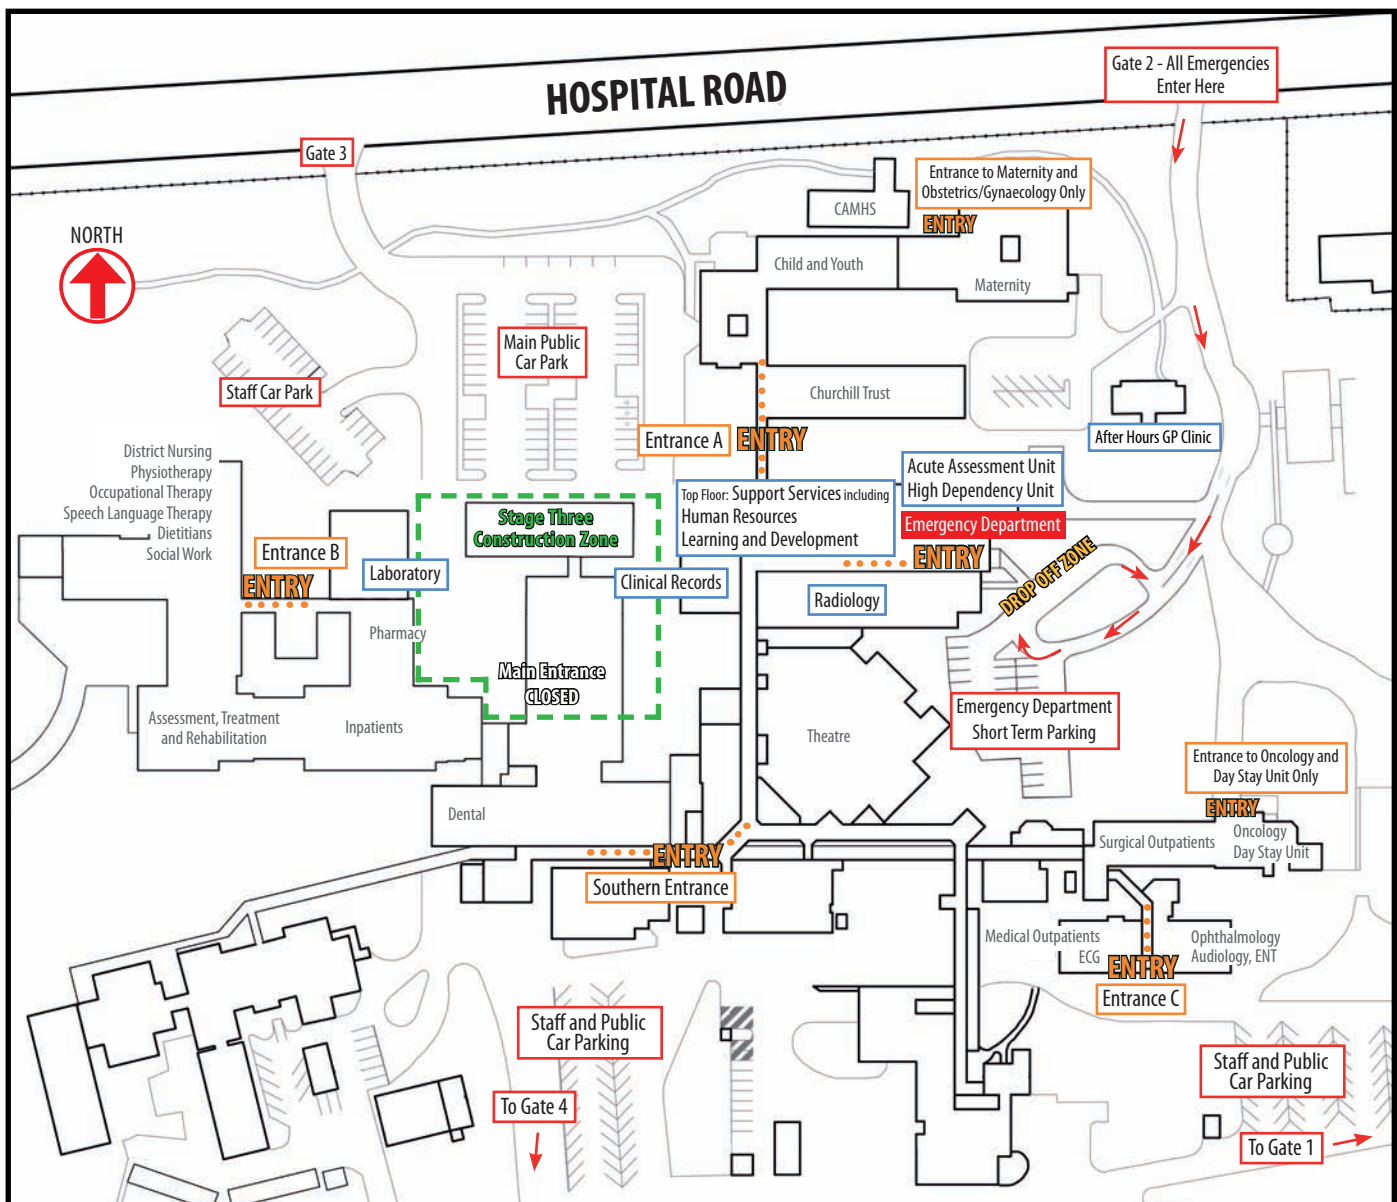 HOSPITAL ROAD
Gate 2 - All Emergencies
Enter Here
Gate 3
NORTH
Entrance to Maternity and
Obstetrics/Gynaecology Only
ENTRY
CAMHS
Child and Youth
Maternity
Main Public
Car Park
Staff Car Park
Churchill Trust
After Hours GP Clinic
Entrance A
ENTRY
District Nursing
Physiotherapy
Occupational Therapy
Speech Language Therapy
Dietitians
Social Work
Entrance B
ENTRY
Laboratory
Pharmacy
Stage Three
Construction Zone
Clinical Records
Top Floor: Support Services including
Human Resources
Learning and Development
Acute Assessment Unit
High Dependency Unit
Emergency Department
ENTRY
DROP OFF ZONE
Radiology
Main Entrance
CLOSED
Assessment, Treatment
and Rehabilitation
Inpatients
Theatre
Emergency Department
Short Term Parking
Entrance to Oncology and
Day Stay Unit Only
ENTRY
Dental
Surgical Outpatients
Oncology
Day Stay Unit
ENTRY
Southern Entrance
Medical Outpatients
ECG
Ophthalmology
Audiology, ENT
ENTRY
Entrance C
Staff and Public
Car Parking
Staff and Public
Car Parking
To Gate 4
To Gate 1